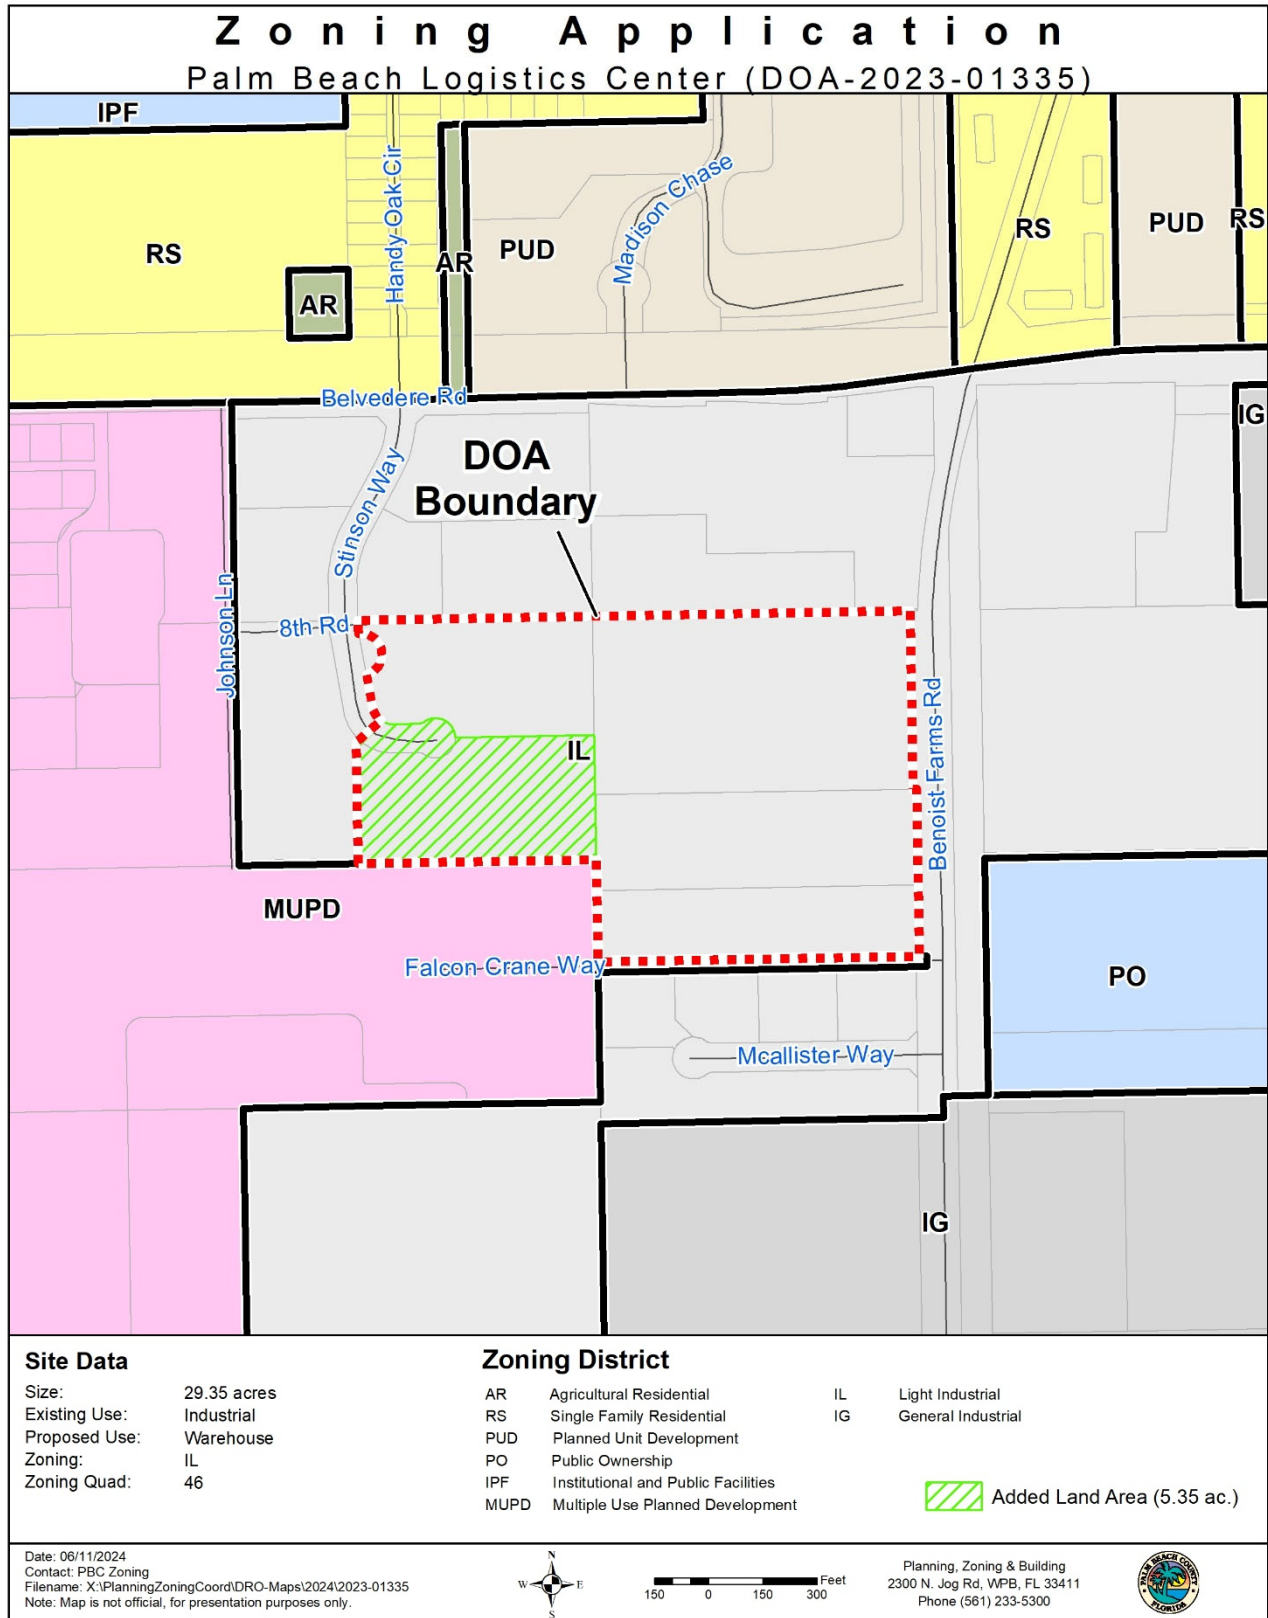 Zoning Application
Palm Beach Logistics Center (DOA-2023-01335)
IPF
Handy Oak Cir
Madison Chase
RS
AR
AR
PUD
RS
PUD
RS
Belvedere Rd
IG
DOA
Boundary
Stinson Way
Johnson Ln
8th Rd
IL
Benoist Farms Rd
MUPD
Falcon Crane Way
PO
Mcallister Way
IG
Site Data
Size: 29.35 acres
Existing Use: Industrial
Proposed Use: Warehouse
Zoning: IL
Zoning Quad: 46
Zoning District
AR Agricultural Residential
RS Single Family Residential
PUD Planned Unit Development
PO Public Ownership
IPF Institutional and Public Facilities
MUPD Multiple Use Planned Development
IL Light Industrial
IG General Industrial
Added Land Area (5.35 ac.)
Date: 06/11/2024
Contact: PBC Zoning
Filename: X:\PlanningZoningCoord\DRO-Maps\2024\2023-01335
Note: Map is not official, for presentation purposes only.
N
W E
S
Feet
150 0 150 300
Planning, Zoning & Building
2300 N. Jog Rd, WPB, FL 33411
Phone (561) 233-5300
PALM BEACH COUNTY
FLORIDA